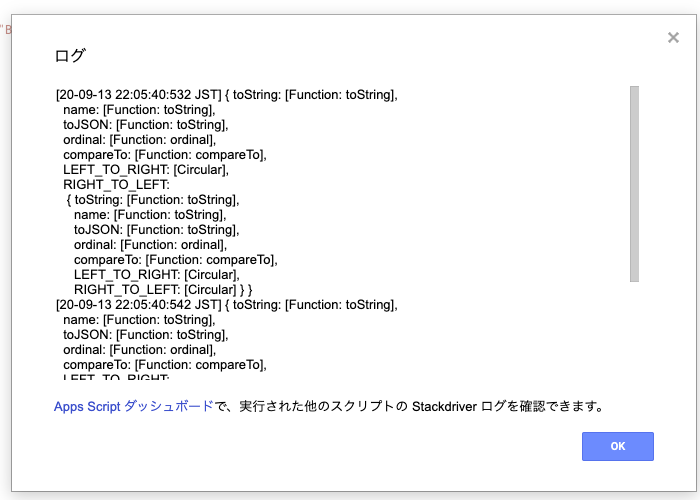 "B
ログ
[20-09-13 22:05:40:532 JST] { toString: [Function: toString],
name: [Function: toString],
toJSON: [Function: toString],
ordinal: [Function: ordinal],
compareTo: [Function: compareTo],
LEFT_TO_RIGHT: [Circular],
RIGHT_TO_LEFT:
{ toString: [Function: toString],
name: [Function: toString],
toJSON: [Function: toString],
ordinal: [Function: ordinal],
compareTo: [Function: compareTo],
LEFT_TO_RIGHT: [Circular],
RIGHT_TO_LEFT: [Circular] } }
[20-09-13 22:05:40:542 JST] { toString: [Function: toString],
name: [Function: toString],
toJSON: [Function: toString],
ordinal: [Function: ordinal],
compareTo: [Function: compareTo],
LEFT_TO_RIGHT:
Apps Script ダッシュボードで、実行された他のスクリプトの Stackdriver ログを確認できます。
OK